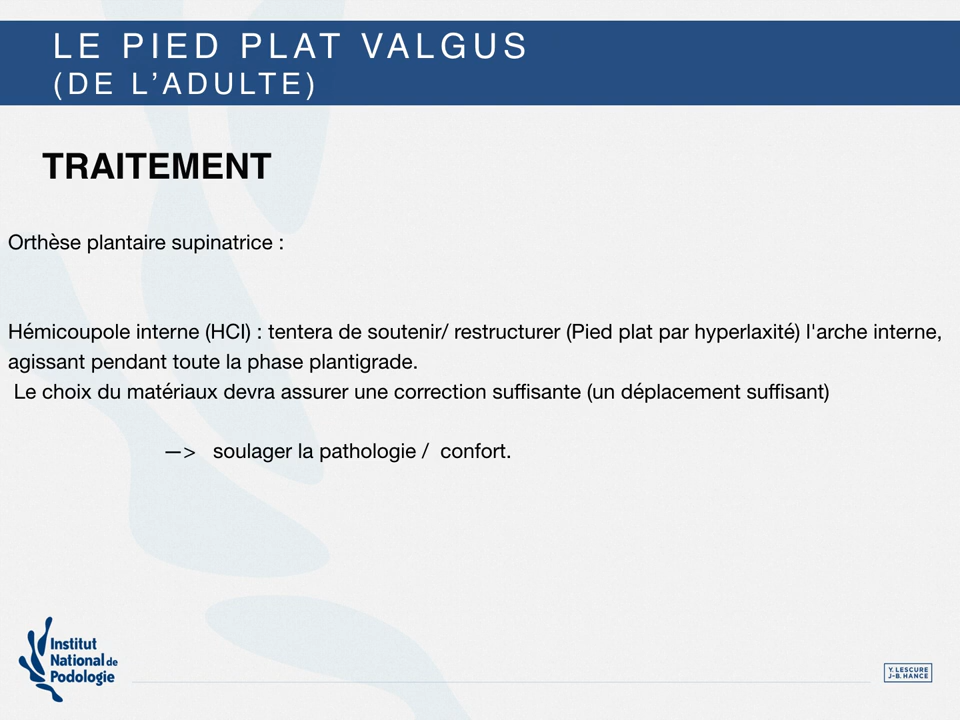 LE PIED PLAT VALGUS
(DE L’ADULTE)
TRAITEMENT
Orthèse plantaire supinatrice :
Hémicoupole interne (HCI) : tentera de soutenir/ restructurer (Pied plat par hyperlaxité) l'arche interne,
agissant pendant toute la phase plantigrade.
Le choix du matériaux devra assurer une correction suffisante (un déplacement suffisant)
—> soulager la pathologie / confort.
Institut
National de
Podologie
Y. LESCURE
J-B. HANCE